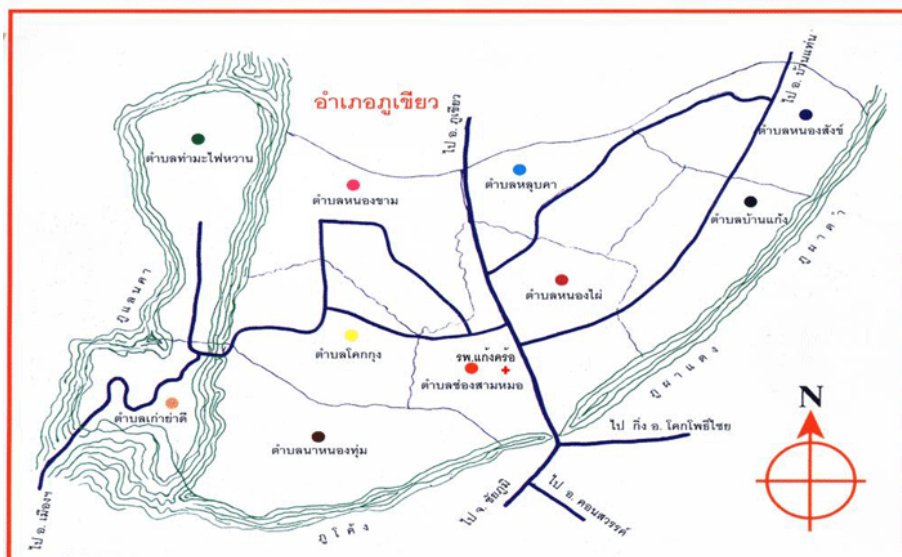 อำเภอภูเขียว
ไป อ. ภูเขียว
ไป อ. บ้านแท่น
ตำบลหนองสังข์
ตำบลท่ามะไฟหวาน
ตำบลหนองขาม
ตำบลหลุบคา
ตำบลบ้านแก้ง
ภูผาดำ
ภูแลนคา
ตำบลหนองไผ่
ตำบลโคกกุง
รพ.แก้งคร้อ
ตำบลช่องสามหมอ
ภูผาแดง
N
ตำบลเก่าย่าดี
ตำบลนาหนองทุ่ม
ไป กิ่ง อ. โคกโพธิ์ไชย
ไป อ. เมืองฯ
ภูโค้ง
ไป จ. ชัยภูมิ
ไป อ. คอนสวรรค์